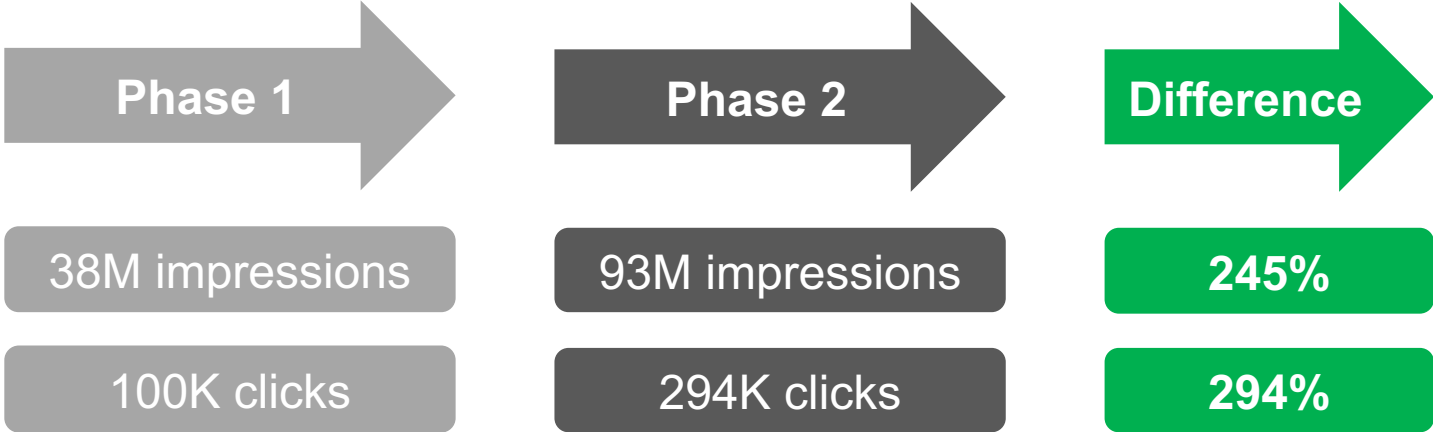 Phase 1
Phase 2
Difference
38M impressions
93M impressions
245%
100K clicks
294K clicks
294%